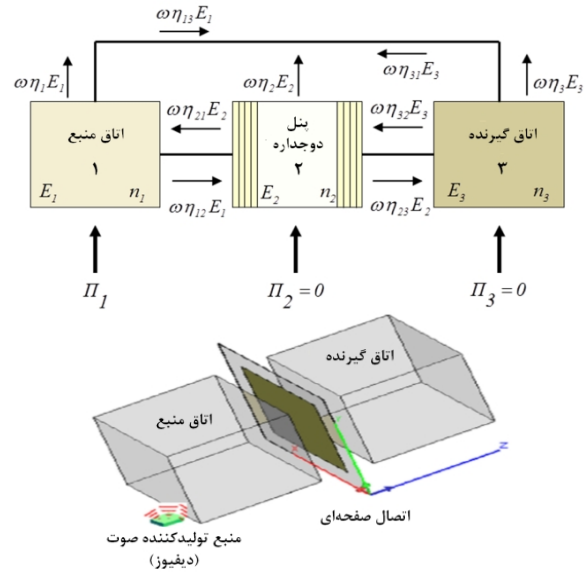 ωη₁₃E₁
ωη₃₁E₃
ωη₁E₁
ωη₂E₂
ωη₃E₃
ωη₂₁E₂
ωη₃₂E₃
اتاق منبع
۱
E₁ n₁
پنل
دوجداره
۲
E₂ n₂
اتاق گیرنده
۳
E₃ n₃
ωη₁₂E₁
ωη₂₃E₂
Π₁
Π₂=0
Π₃=0
اتاق گیرنده
اتاق منبع
اتصال صفحه‌ای
منبع تولیدکننده صوت
(دیفیوز)